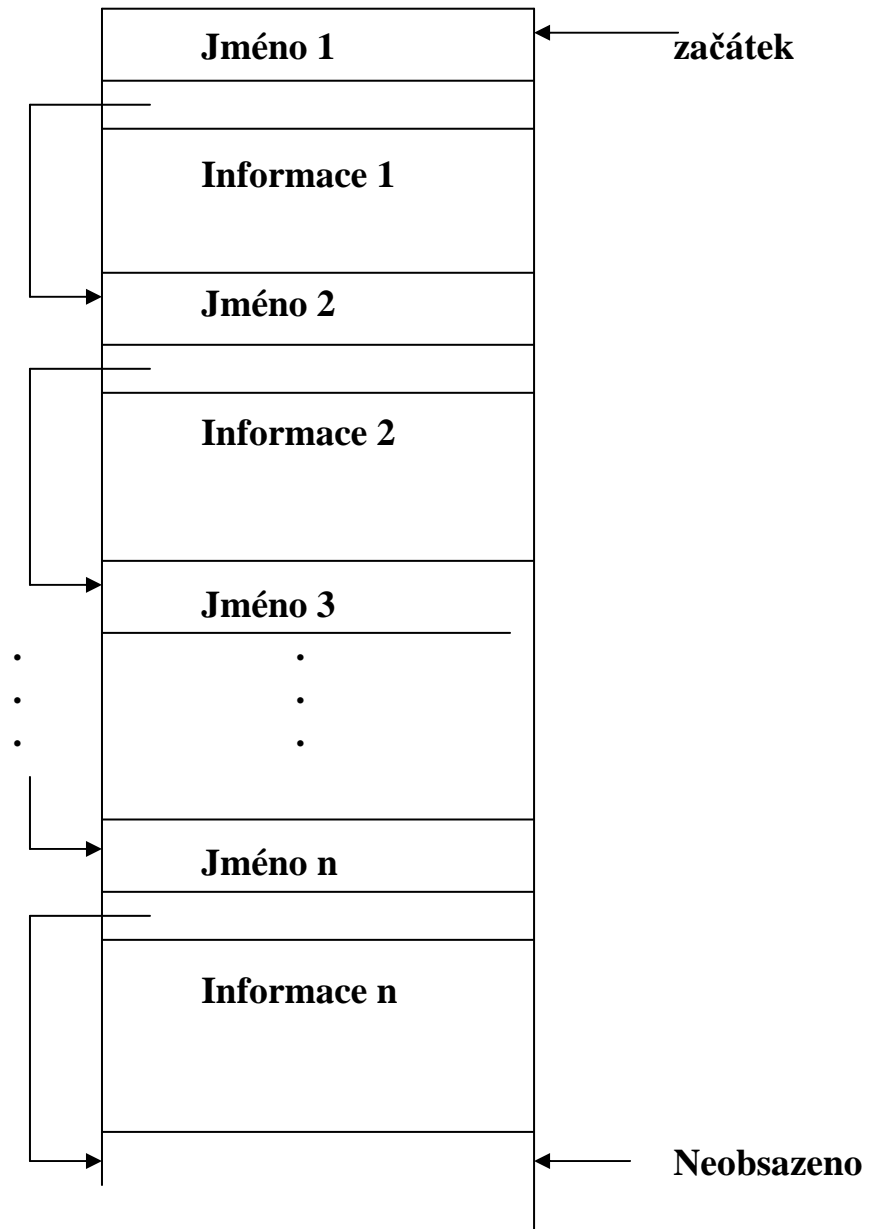 Jméno 1
začátek
Informace 1
Jméno 2
Informace 2
Jméno 3
.
.
.
.
.
.
Jméno n
Informace n
Neobsazeno